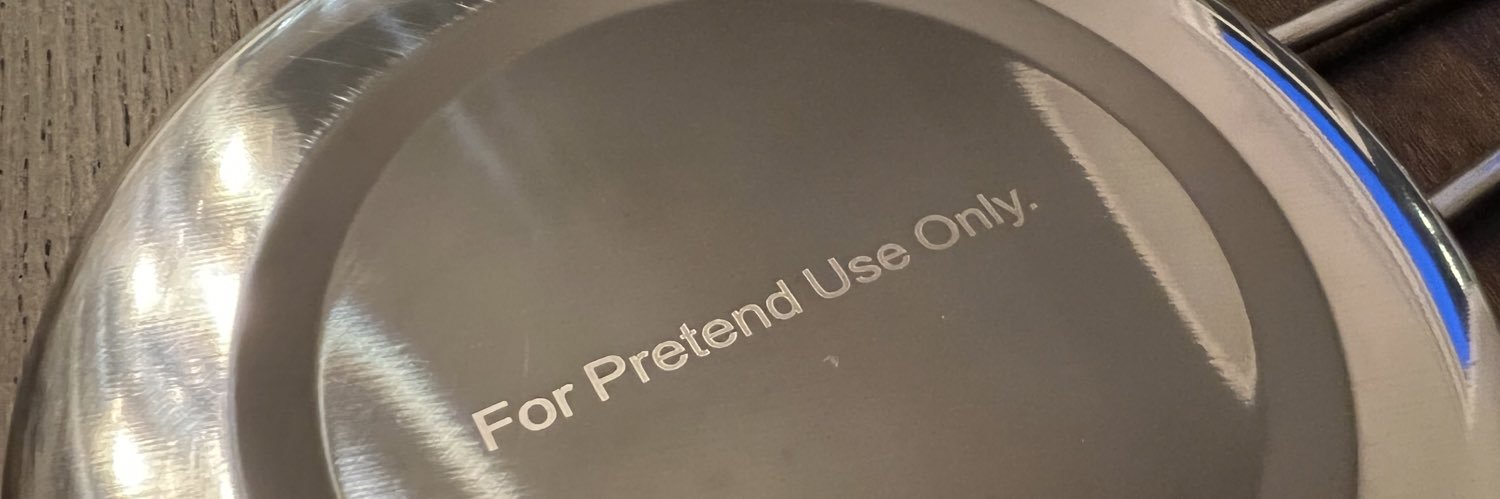 For Pretend Use Only.